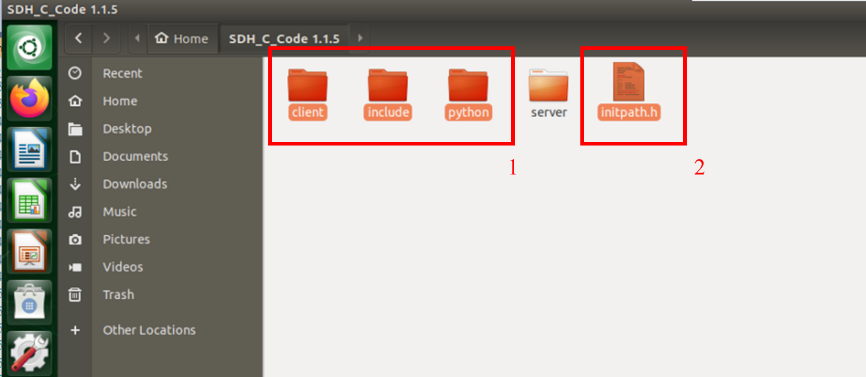 SDH_C_Code 1.1.5
Home
SDH_C_Code 1.1.5
Recent
Home
Desktop
Documents
Downloads
Music
Pictures
Videos
Trash
Other Locations
client
include
python
server
initpath.h
1
2